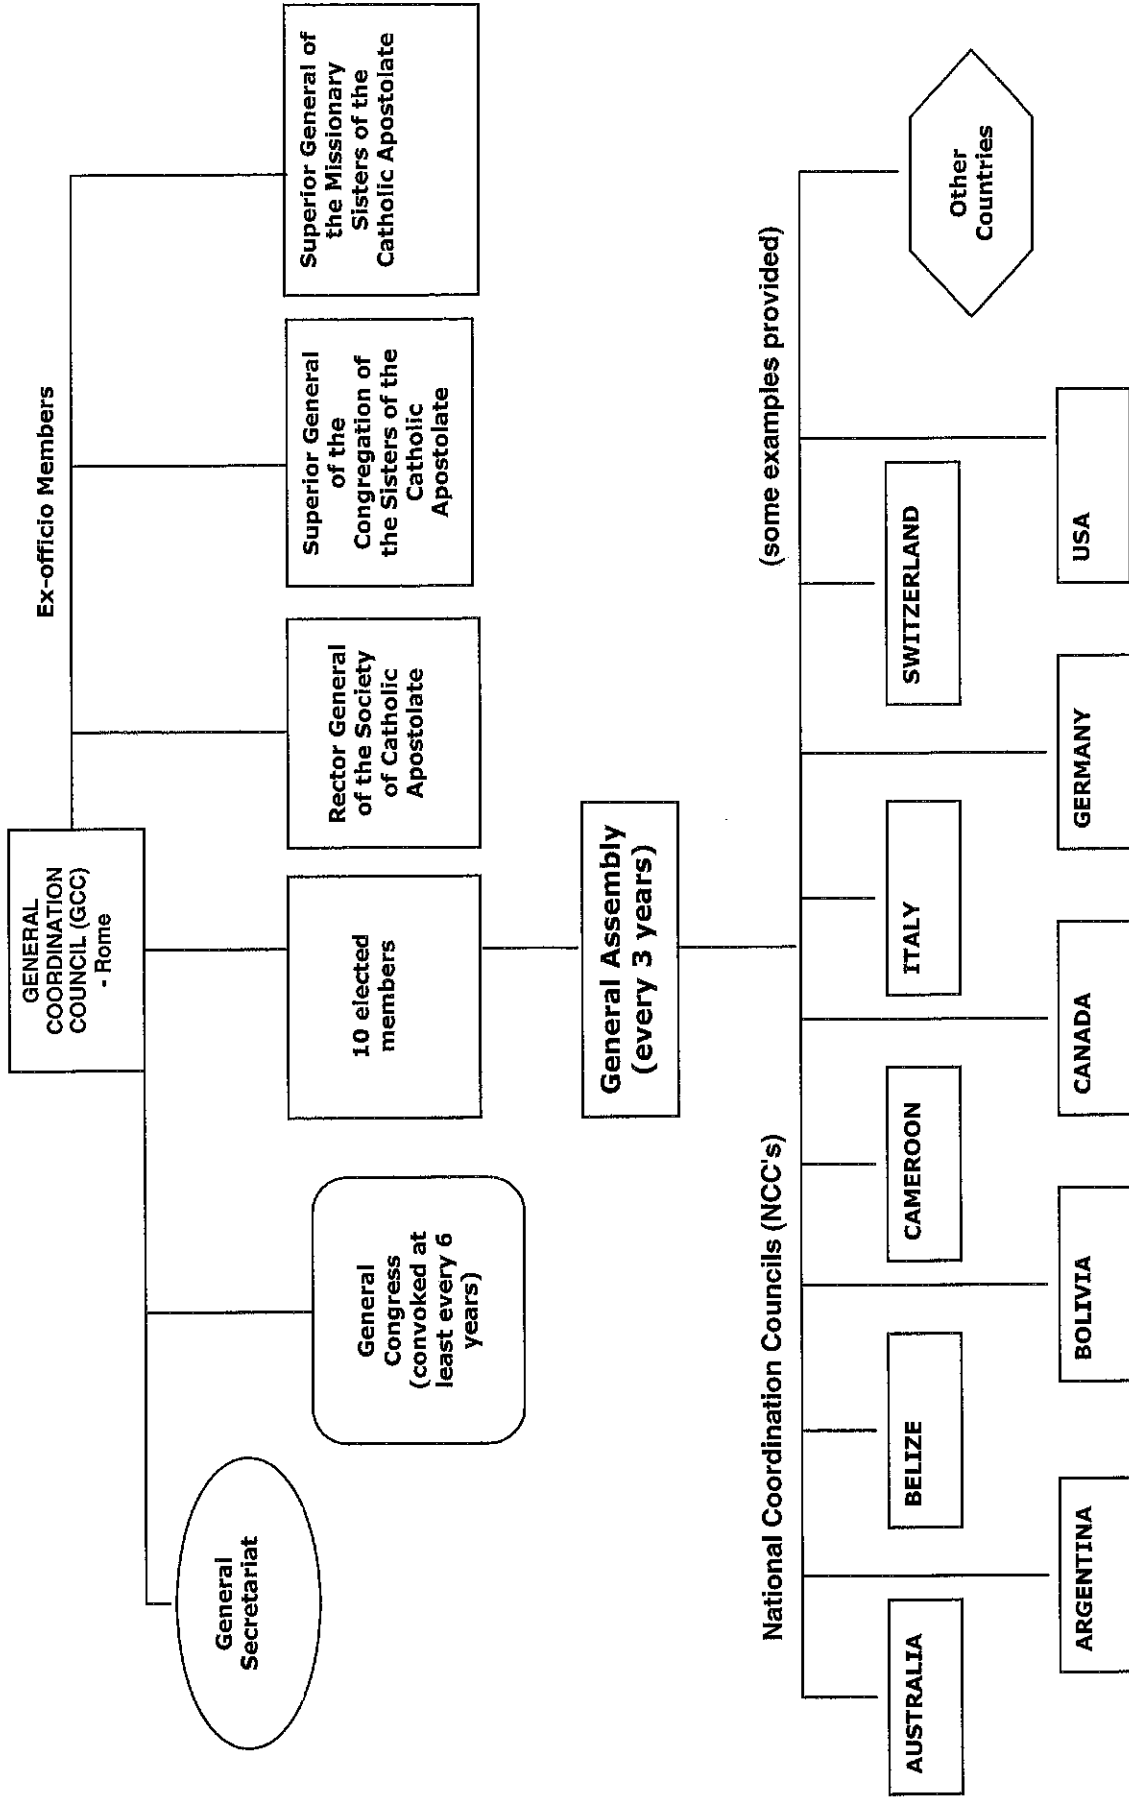 GENERAL
COORDINATION
COUNCIL (GCC)
- Rome
Ex-officio Members
General
Secretariat
General
Congress
(convoked at
least every 6
years)
10 elected
members
Rector General
of the Society
of Catholic
Apostolate
Superior General
of the
Congregation of
the Sisters of the
Catholic
Apostolate
Superior General of
the Missionary
Sisters of the
Catholic Apostolate
General Assembly
(every 3 years)
National Coordination Councils (NCC's)
(some examples provided)
AUSTRALIA
BELIZE
CAMEROON
ITALY
SWITZERLAND
Other
Countries
ARGENTINA
BOLIVIA
CANADA
GERMANY
USA